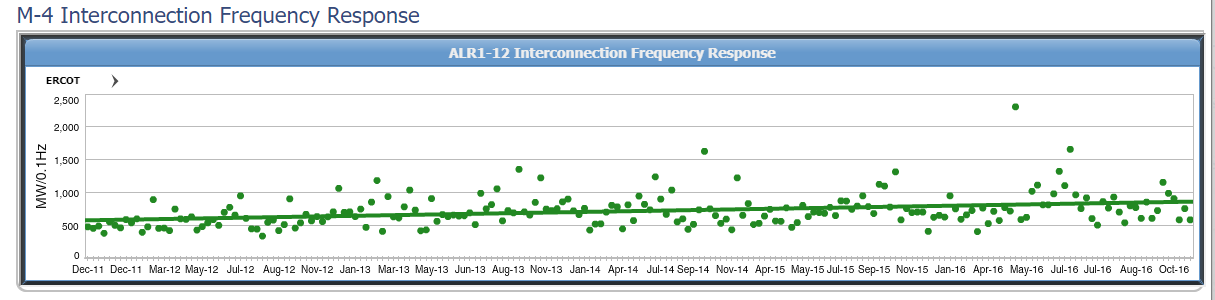 M-4 Interconnection Frequency Response
ALR1-12 Interconnection Frequency Response
ERCOT
2,500
2,000
1,500
1,000
500
0
MW/0.1Hz
Dec-11 Dec-11 Mar-12 May-12 Jul-12 Aug-12 Nov-12 Jan-13 Mar-13 May-13 Jun-13 Aug-13 Nov-13 Jan-14 Apr-14 Jul-14 Sep-14 Nov-14 Apr-15 May-15 Jul-15 Sep-15 Nov-15 Jan-16 Apr-16 May-16 Jul-16 Jul-16 Aug-16 Oct-16